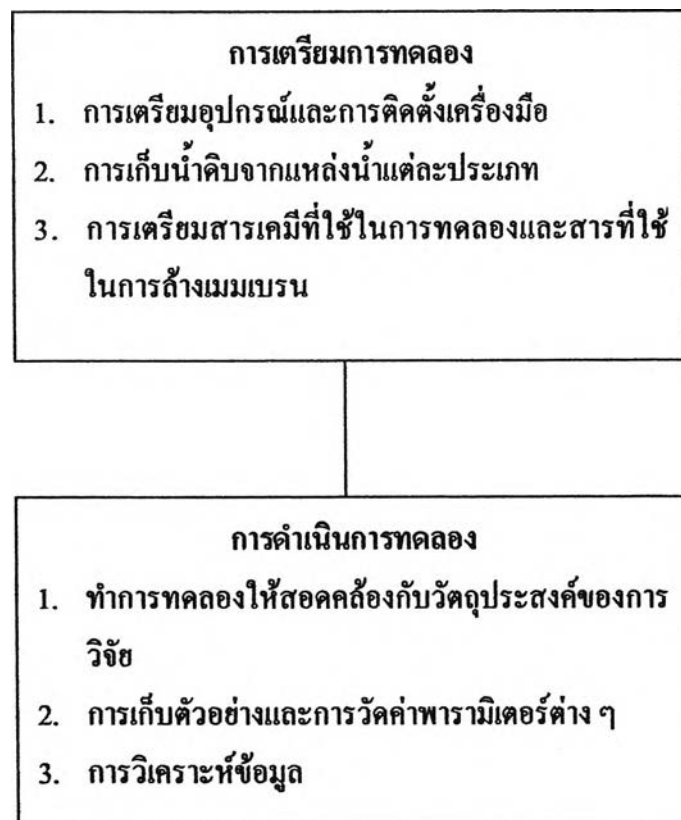 การเตรียมการทดลอง
1. การเตรียมอุปกรณ์และการติดตั้งเครื่องมือ
2. การเก็บน้ำดิบจากแหล่งน้ำแต่ละประเภท
3. การเตรียมสารเคมีที่ใช้ในการทดลองและสารที่ใช้
ในการล้างเมมเบรน
การดำเนินการทดลอง
1. ทำการทดลองให้สอดคล้องกับวัตถุประสงค์ของการ
วิจัย
2. การเก็บตัวอย่างและการวัดค่าพารามิเตอร์ต่าง ๆ
3. การวิเคราะห์ข้อมูล